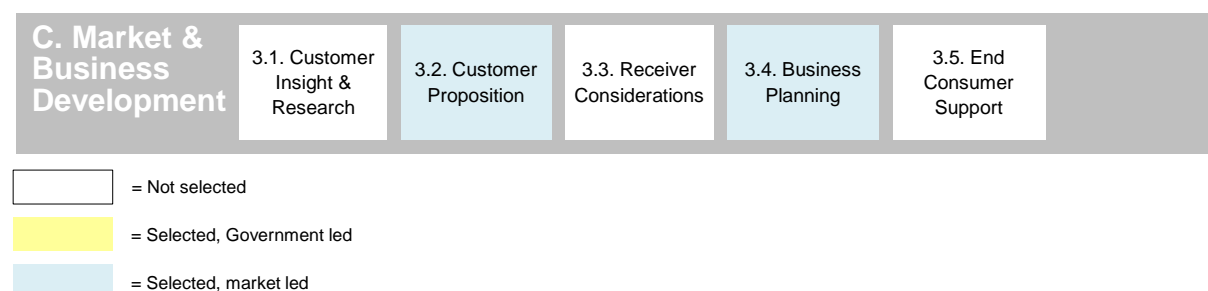 C. Market &
Business
Development
3.1. Customer
Insight &
Research
3.2. Customer
Proposition
3.3. Receiver
Considerations
3.4. Business
Planning
3.5. End
Consumer
Support
= Not selected
= Selected, Government led
= Selected, market led